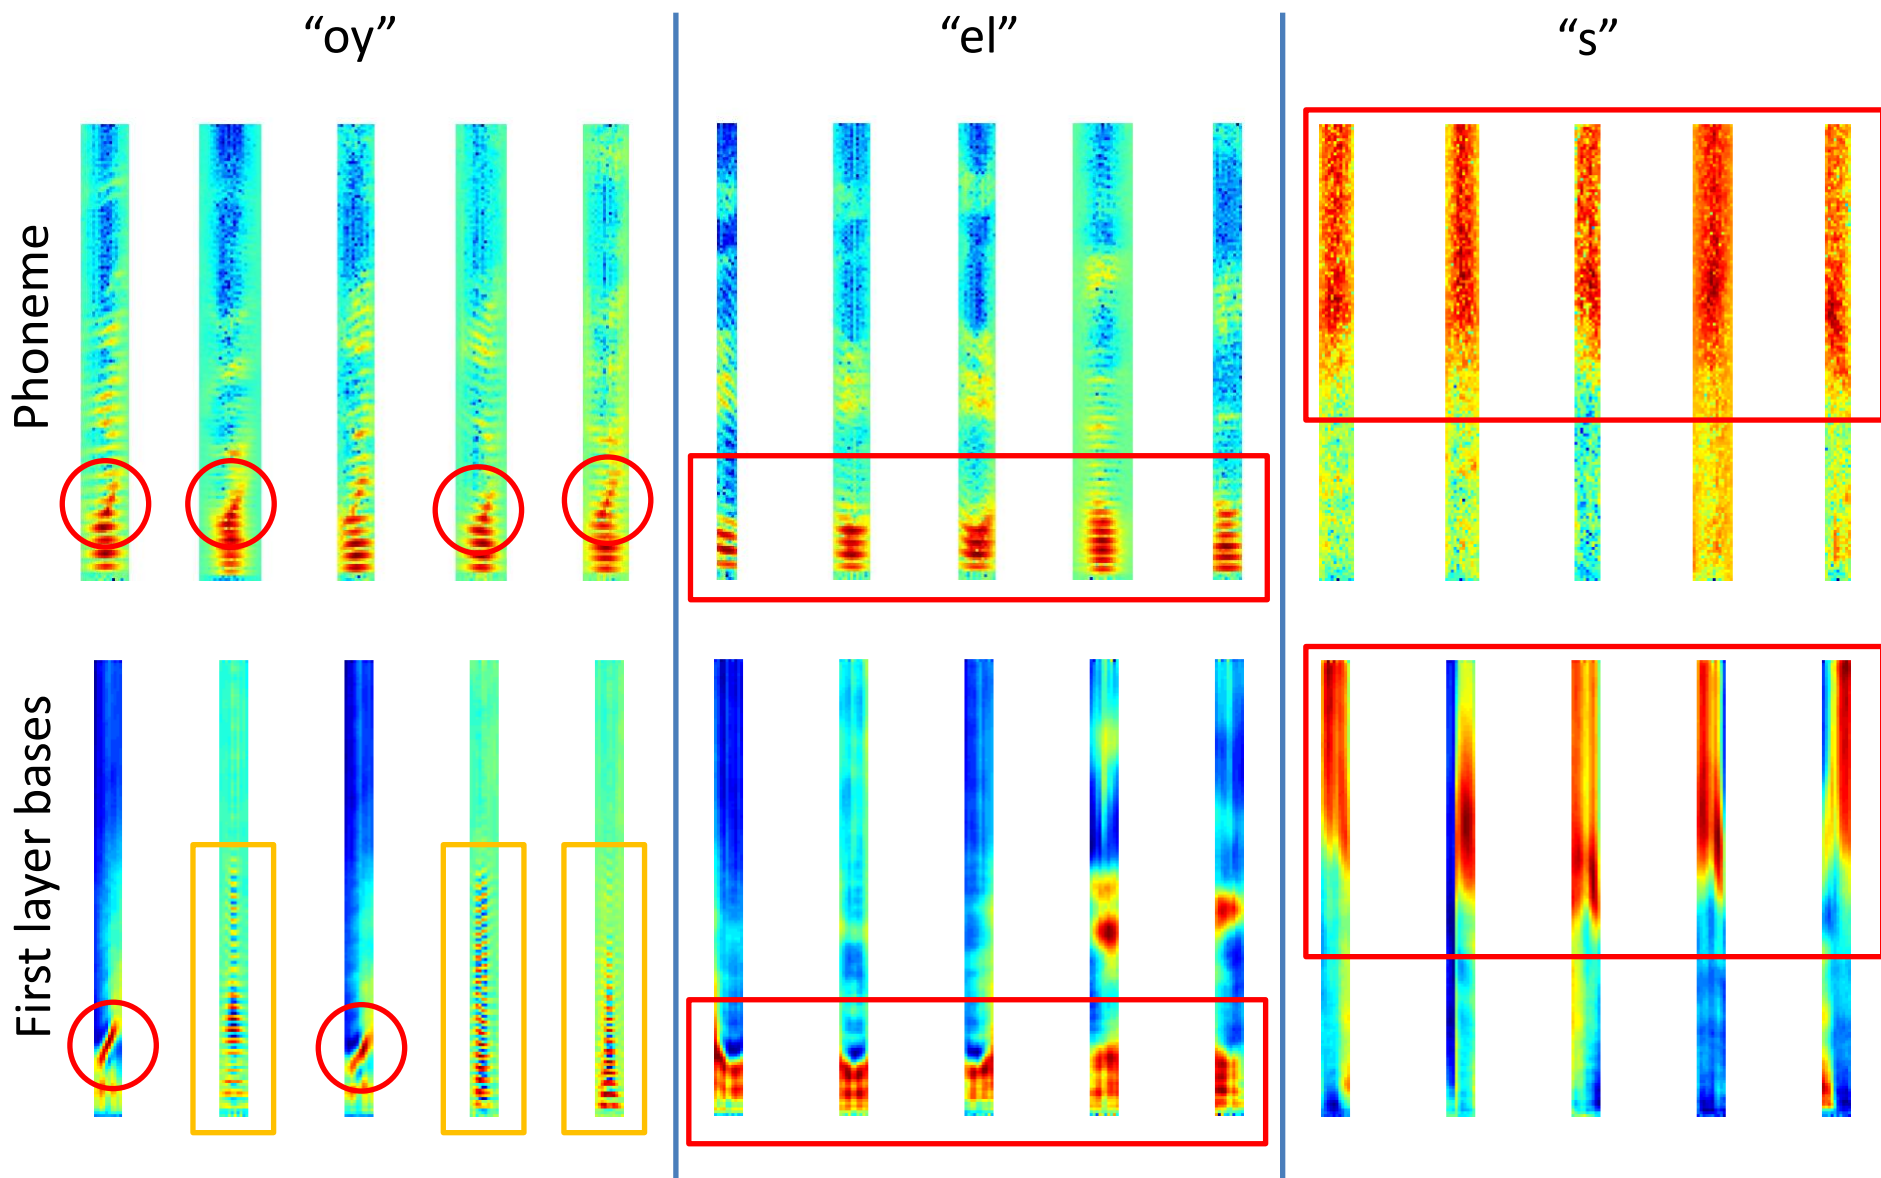 “oy”
“el”
“s”
Phoneme
First layer bases